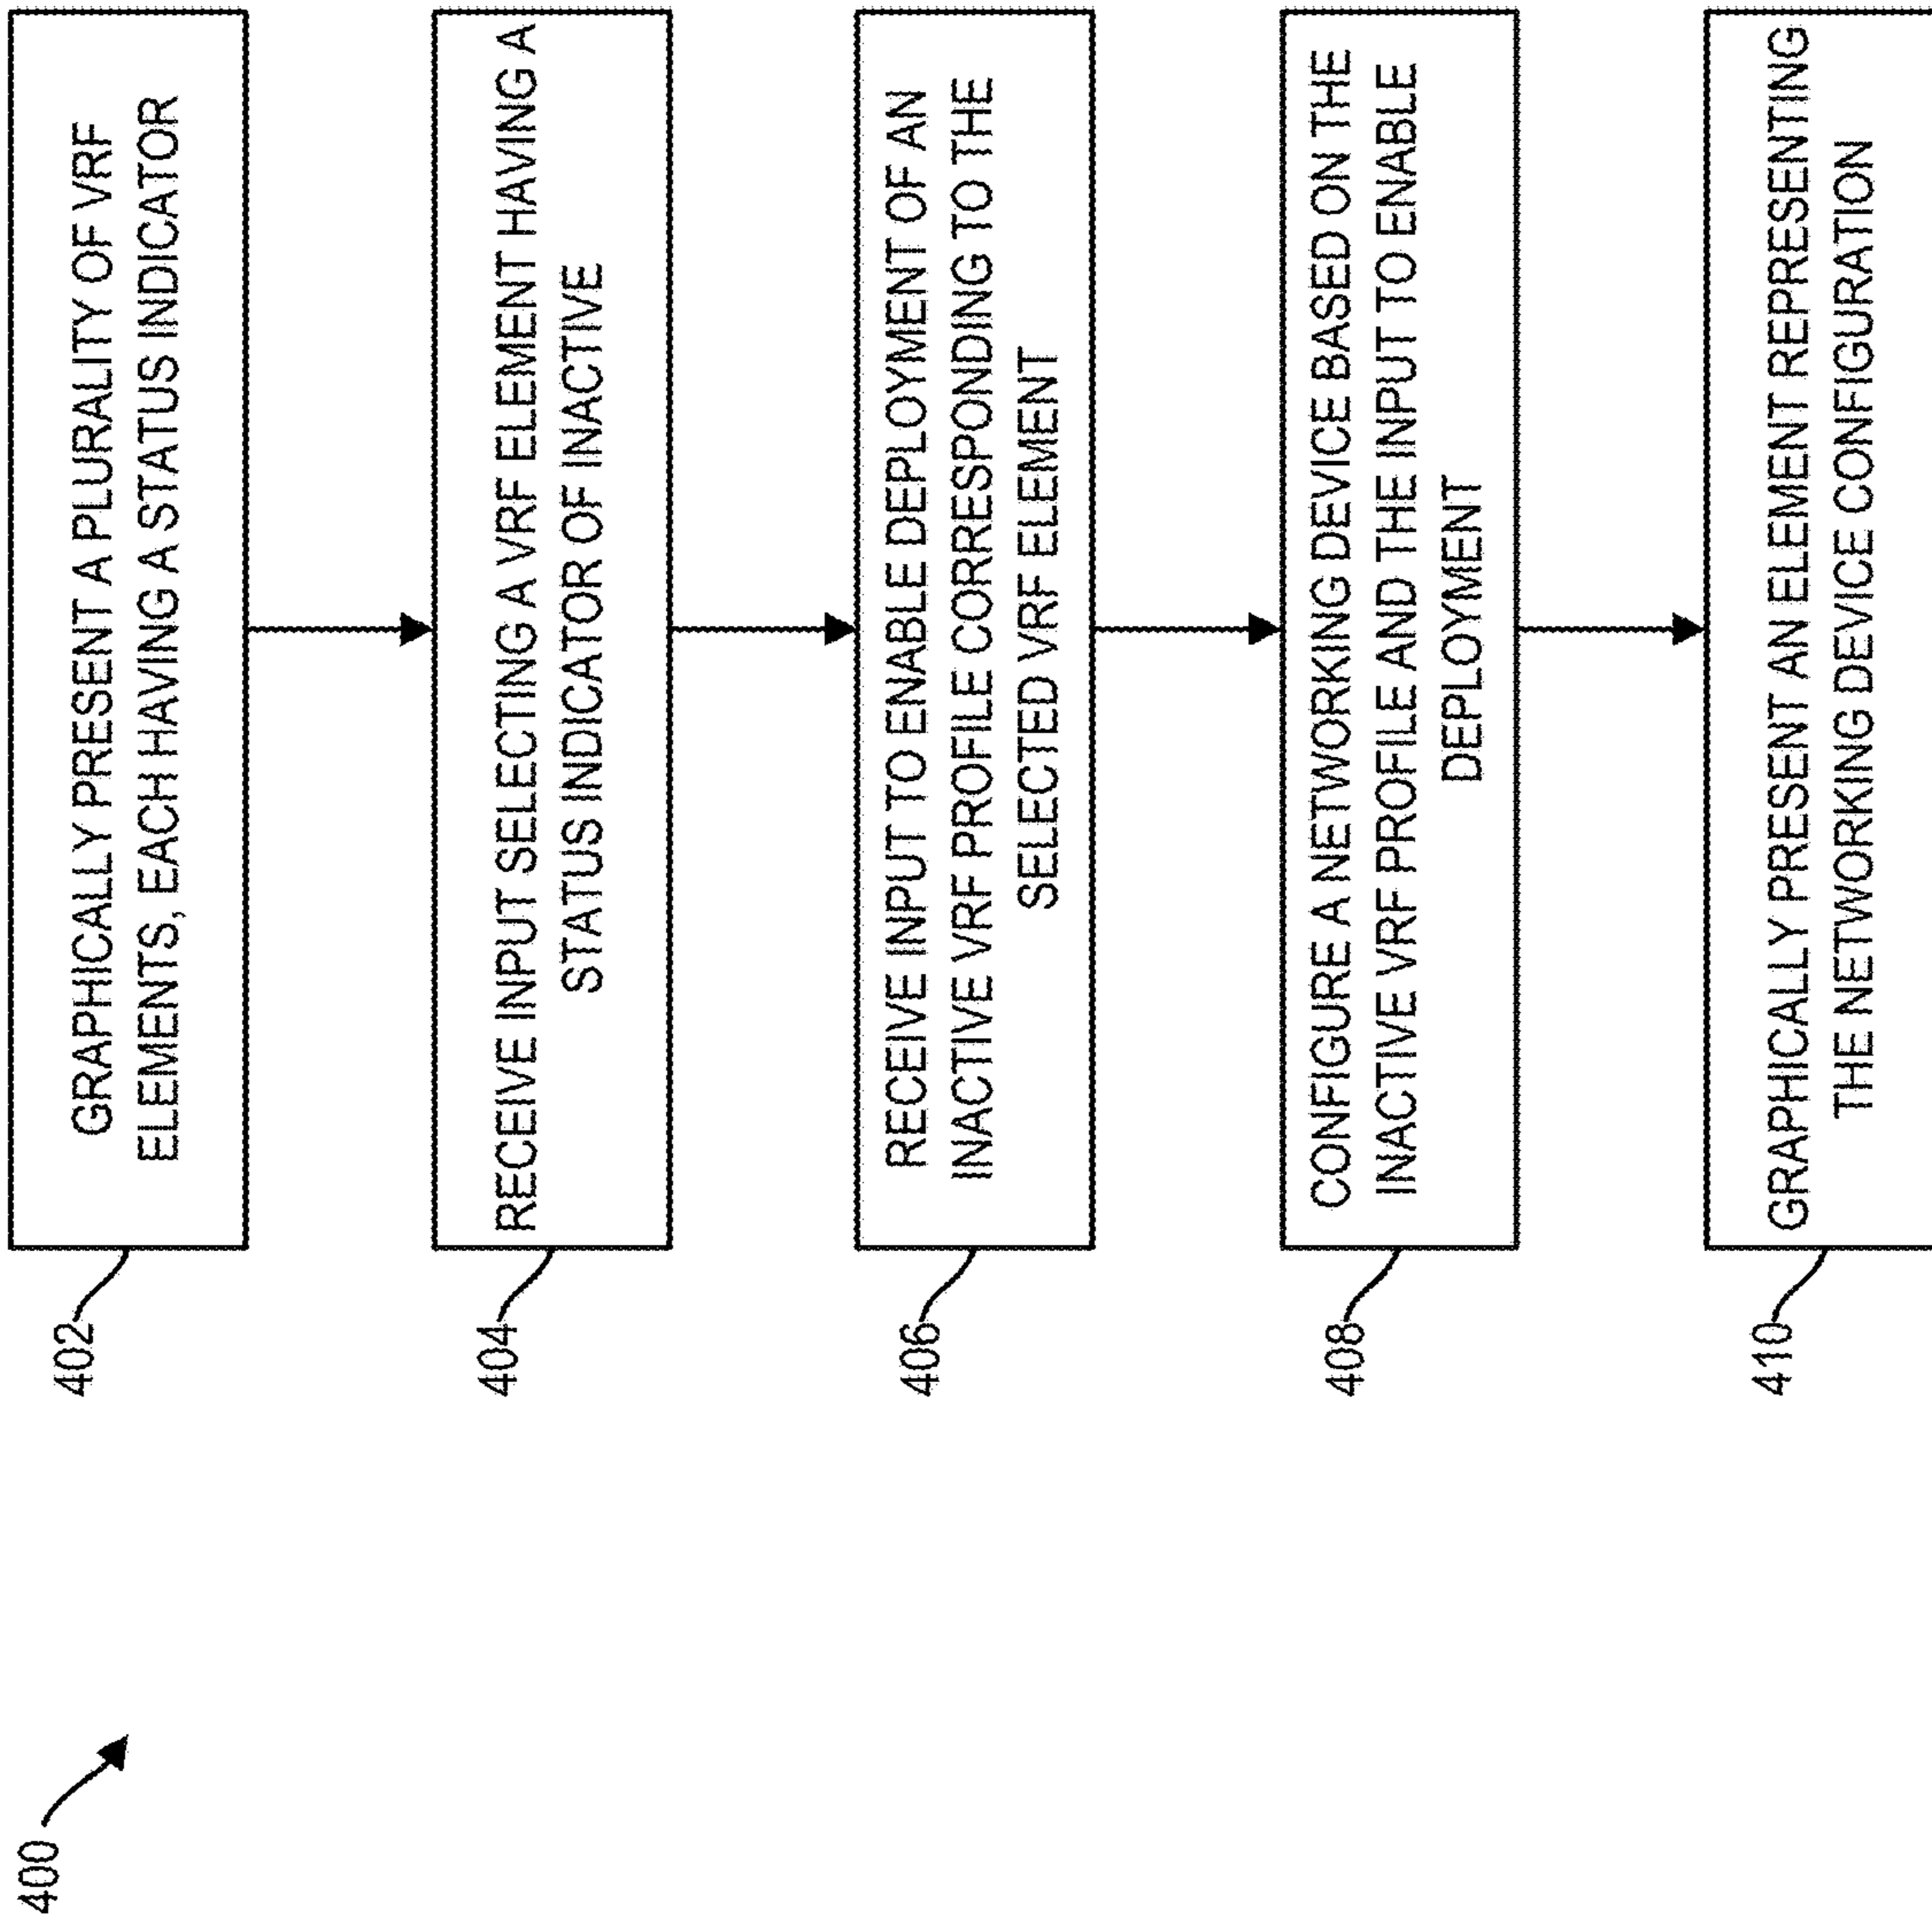 400
402
GRAPHICALLY PRESENT A PLURALITY OF VRF
ELEMENTS, EACH HAVING A STATUS INDICATOR
404
RECEIVE INPUT SELECTING A VRF ELEMENT HAVING A
STATUS INDICATOR OF INACTIVE
406
RECEIVE INPUT TO ENABLE DEPLOYMENT OF AN
INACTIVE VRF PROFILE CORRESPONDING TO THE
SELECTED VRF ELEMENT
408
CONFIGURE A NETWORKING DEVICE BASED ON THE
INACTIVE VRF PROFILE AND THE INPUT TO ENABLE
DEPLOYMENT
410
GRAPHICALLY PRESENT AN ELEMENT REPRESENTING
THE NETWORKING DEVICE CONFIGURATION